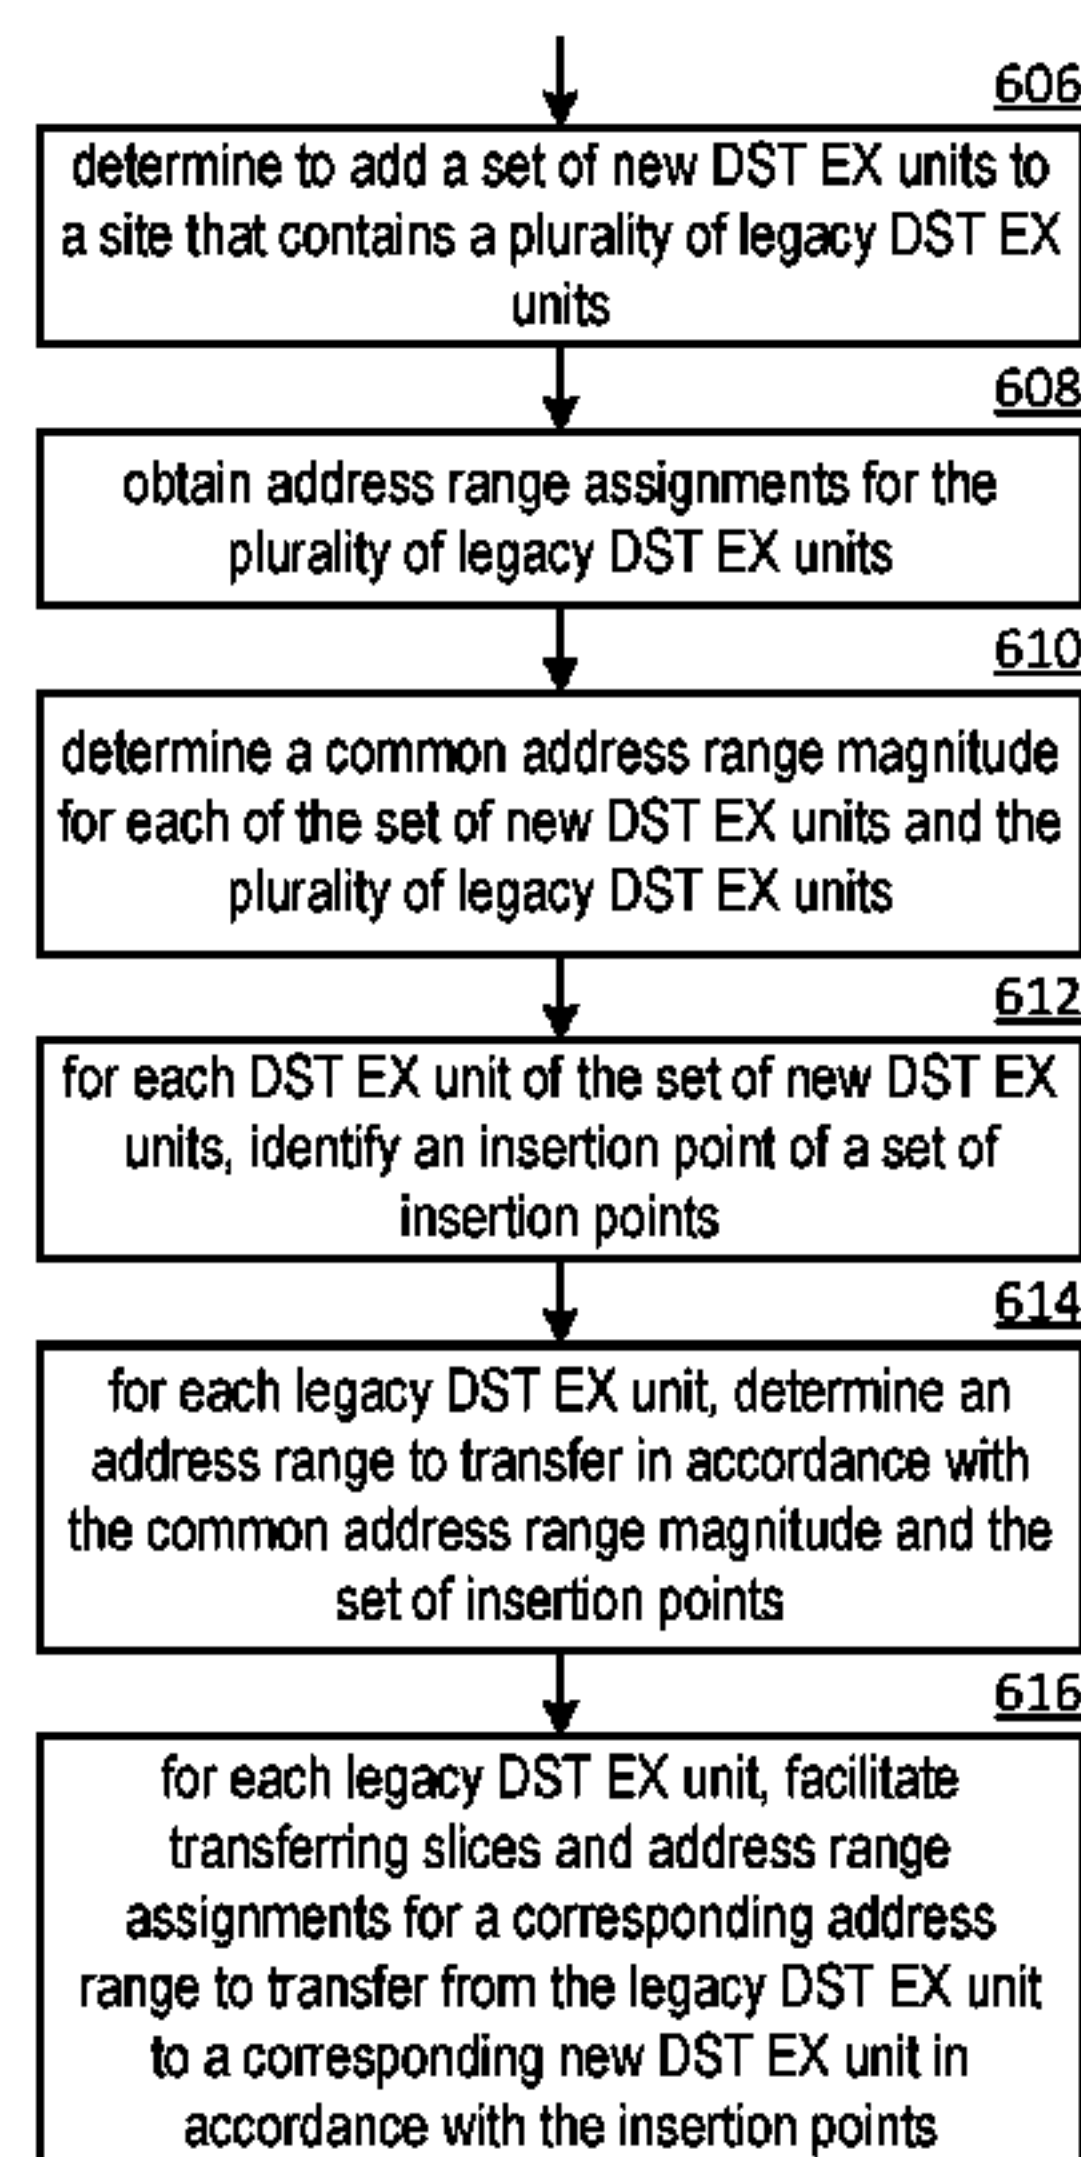 606
determine to add a set of new DST EX units to
a site that contains a plurality of legacy DST EX
units
608
obtain address range assignments for the
plurality of legacy DST EX units
610
determine a common address range magnitude
for each of the set of new DST EX units and the
plurality of legacy DST EX units
612
for each DST EX unit of the set of new DST EX
units, identify an insertion point of a set of
insertion points
614
for each legacy DST EX unit, determine an
address range to transfer in accordance with
the common address range magnitude and the
set of insertion points
616
for each legacy DST EX unit, facilitate
transferring slices and address range
assignments for a corresponding address
range to transfer from the legacy DST EX unit
to a corresponding new DST EX unit in
accordance with the insertion points